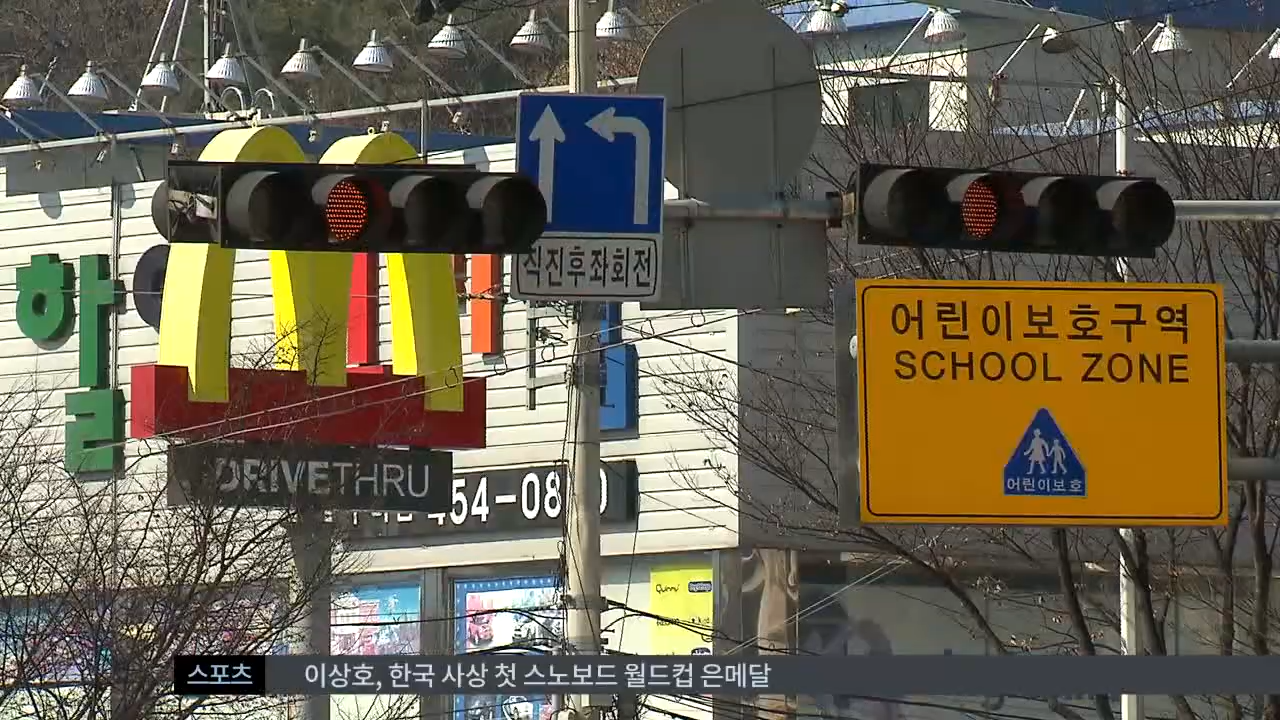 직진후좌회전
어린이보호구역
SCHOOL ZONE
어린이보호
DRIVETHRU
54-08
스포츠
이상호, 한국 사상 첫 스노보드 월드컵 은메달